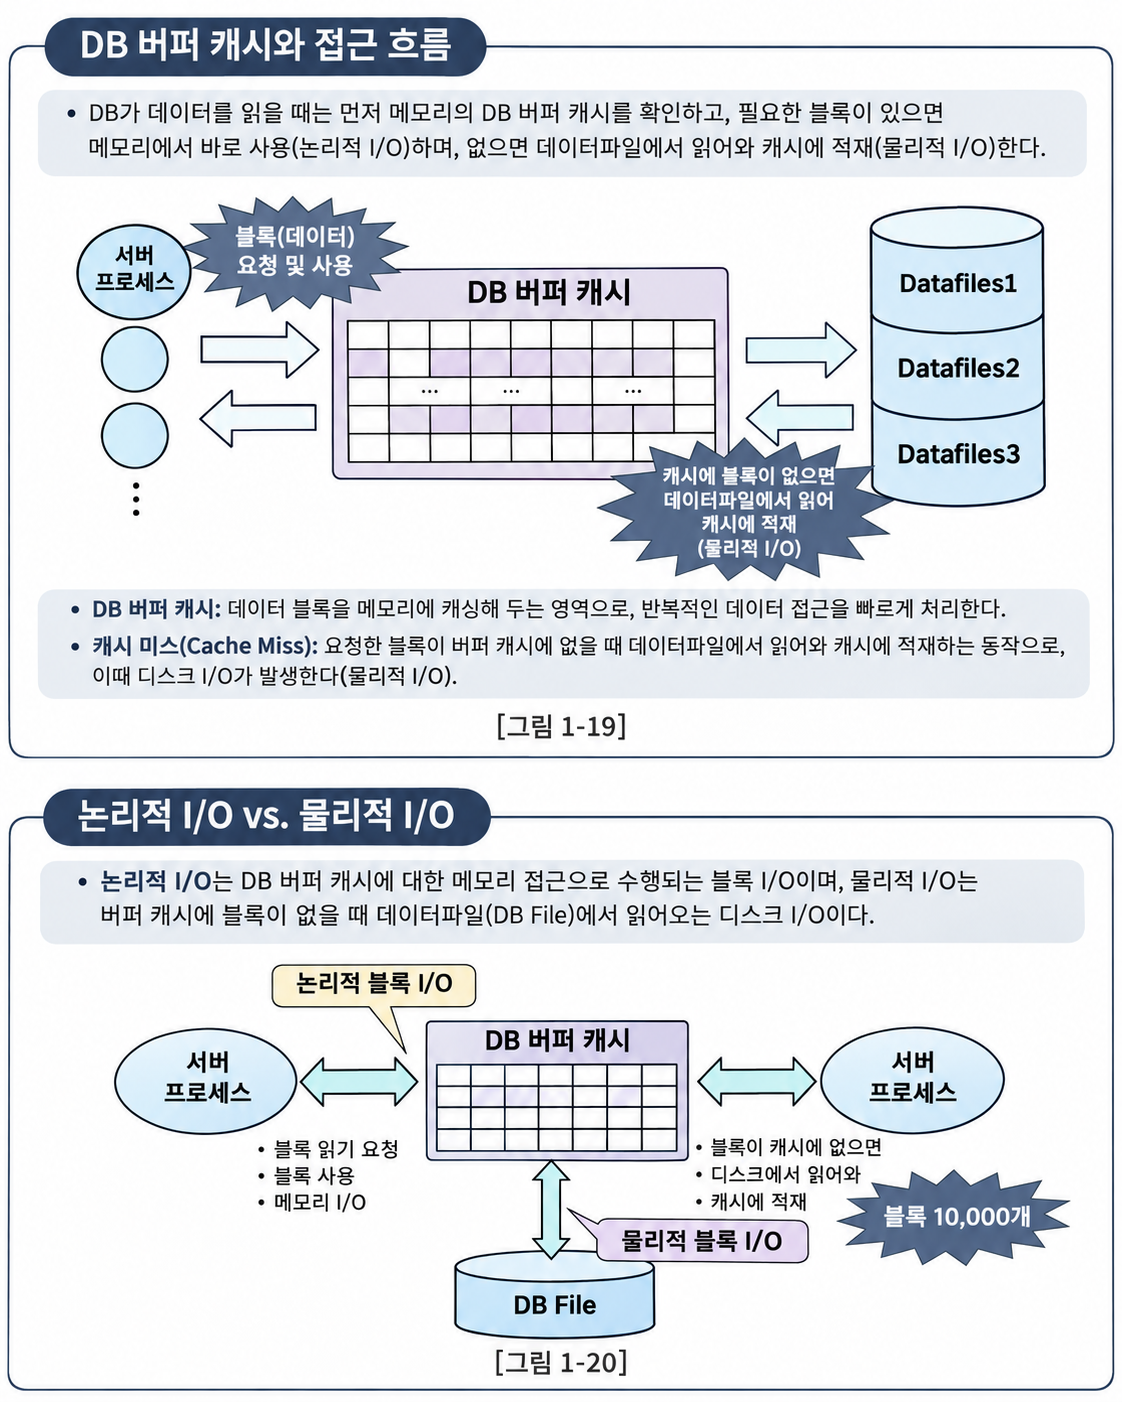 DB 버퍼 캐시와 접근 흐름
• DB가 데이터를 읽을 때는 먼저 메모리의 DB 버퍼 캐시를 확인하고, 필요한 블록이 있으면
메모리에서 바로 사용(논리적 I/O)하며, 없으면 데이터파일에서 읽어와 캐시에 적재(물리적 I/O)한다.
서버
프로세스
블록(데이터)
요청 및 사용
DB 버퍼 캐시
... ... ...
Datafiles1
Datafiles2
Datafiles3
캐시에 블록이 없으면
데이터파일에서 읽어
캐시에 적재
(물리적 I/O)
• DB 버퍼 캐시: 데이터 블록을 메모리에 캐싱해 두는 영역으로, 반복적인 데이터 접근을 빠르게 처리한다.
• 캐시 미스(Cache Miss): 요청한 블록이 버퍼 캐시에 없을 때 데이터파일에서 읽어와 캐시에 적재하는 동작으로,
이때 디스크 I/O가 발생한다(물리적 I/O).
[그림 1-19]
논리적 I/O vs. 물리적 I/O
• 논리적 I/O는 DB 버퍼 캐시에 대한 메모리 접근으로 수행되는 블록 I/O이며, 물리적 I/O는
버퍼 캐시에 블록이 없을 때 데이터파일(DB File)에서 읽어오는 디스크 I/O이다.
논리적 블록 I/O
서버
프로세스
DB 버퍼 캐시
서버
프로세스
• 블록 읽기 요청
• 블록 사용
• 메모리 I/O
• 블록이 캐시에 없으면
• 디스크에서 읽어와
• 캐시에 적재
블록 10,000개
물리적 블록 I/O
DB File
[그림 1-20]